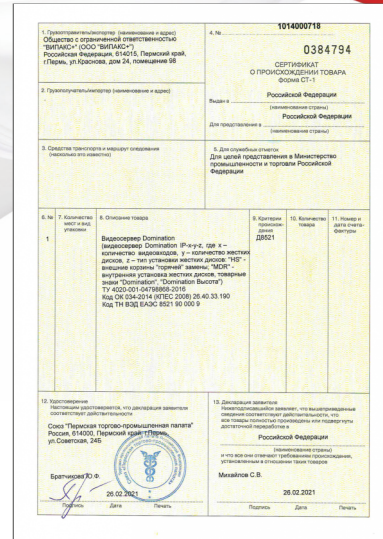 1. Грузоотправитель/экспортер (наименование и адрес)
Общество с ограниченной ответственностью
"ВИПАКС+" (ООО "ВИПАКС+")
Российская Федерация, 614015, Пермский край,
г.Пермь, ул.Краснова, дом 24, помещение 98
4. №
1014000718
0384794
СЕРТИФИКАТ
О ПРОИСХОЖДЕНИИ ТОВАРА
форма СТ-1
2. Грузополучатель/импортер (наименование и адрес)
Российской Федерации
Выдан в
(наименование страны)
Российской Федерации
Для представления в
(наименование страны)
3. Средства транспорта и маршрут следования
(насколько это известно)
5. Для служебных отметок
Для целей представления в Министерство
промышленности и торговли Российской
Федерации
6. №
7. Количество
мест и вид
упаковки
8. Описание товара
9. Критерии
происхож-
дения
10. Количество
товара
11. Номер и
дата счета-
фактуры
1
Видеосервер Domination
(видеосервер Domination IP-x-y-z, где x –
количество видеовходов, y – количество жестких
дисков, z – тип установки жестких дисков: "HS" -
внешние корзины "горячей" замены; "MDR" -
внутренняя установка жестких дисков, товарные
знаки "Domination", "Domination Высота")
ТУ 4020-001-04798868-2016
Код ОК 034-2014 (КПЕС 2008) 26.40.33.190
Код ТН ВЭД ЕАЭС 8521 90 000 9
Д8521
12. Удостоверение
Настоящим удостоверяется, что декларация заявителя
соответствует действительности
Союз "Пермская торгово-промышленная палата"
Россия, 614000, Пермский край, г.Пермь,
ул.Советская, 24Б
Братчикова Ю.Ф.
26.02.2021
Подпись Дата Печать
13. Декларация заявителя
Нижеподписавшийся заявляет, что вышеприведенные
сведения соответствуют действительности, что
все товары полностью произведены или подвергнуты
достаточной переработке в
Российской Федерации
(наименование страны)
и что все они отвечают требованиям происхождения,
установленным в отношении таких товаров
Михайлов С.В.
26.02.2021
Подпись Дата Печать